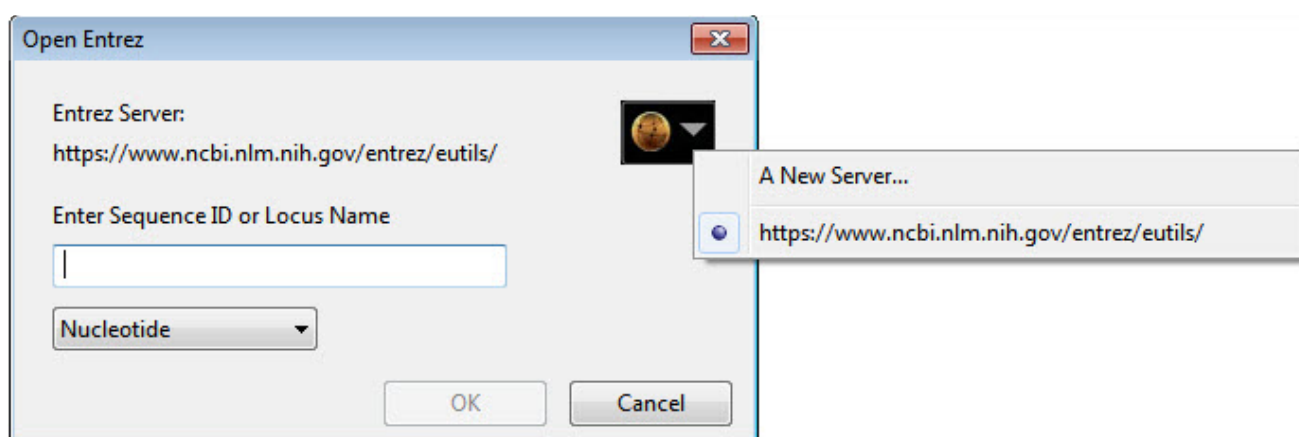 Open Entrez
Entrez Server:
https://www.ncbi.nlm.nih.gov/entrez/eutils/
A New Server...
https://www.ncbi.nlm.nih.gov/entrez/eutils/
Enter Sequence ID or Locus Name
Nucleotide
OK
Cancel